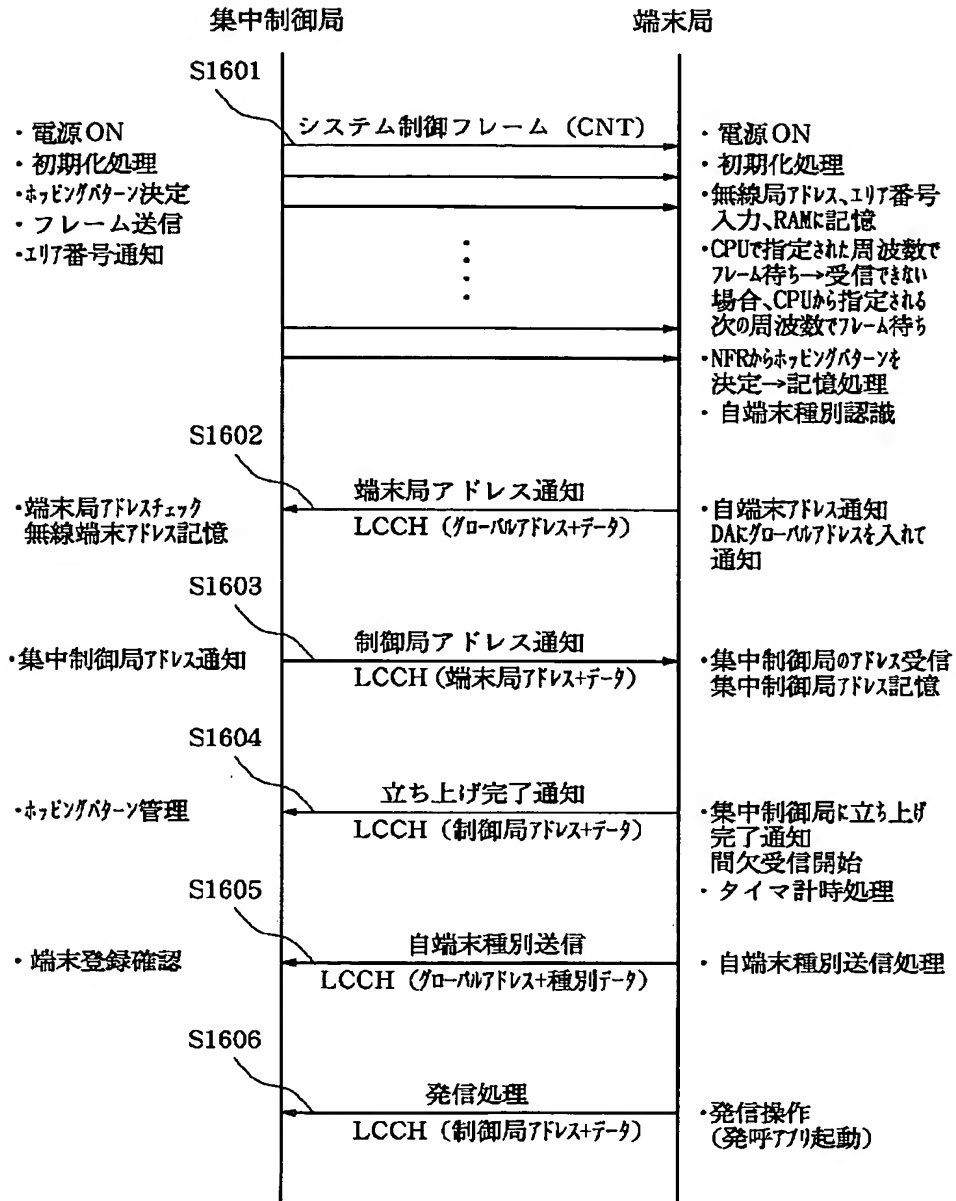 集中制御局
端末局
S1601
システム制御フレーム (CNT)
・電源ON
・初期化処理
・ホッピングパターン決定
・フレーム送信
・エリア番号通知
・電源ON
・初期化処理
・無線局アドレス、エリア番号
入力、RAMに記憶
・CPUで指定された周波数で
フレーム待ち→受信できない
場合、CPUから指定される
次の周波数でフレーム待ち
・NFRからホッピングパターンを
決定→記憶処理
・自端末種別認識
S1602
端末局アドレス通知
LCCH (グローバルアドレス+データ)
・端末局アドレスチェック
無線端末アドレス記憶
・自端末アドレス通知
DAにグローバルアドレスを入れて
通知
S1603
制御局アドレス通知
LCCH (端末局アドレス+データ)
・集中制御局アドレス通知
・集中制御局のアドレス受信
集中制御局アドレス記憶
S1604
立ち上げ完了通知
LCCH (制御局アドレス+データ)
・ホッピングパターン管理
・集中制御局に立ち上げ
完了通知
間欠受信開始
・タイマ計時処理
S1605
自端末種別送信
LCCH (グローバルアドレス+種別データ)
・端末登録確認
・自端末種別送信処理
S1606
発信処理
LCCH (制御局アドレス+データ)
・発信操作
(発呼アプリ起動)